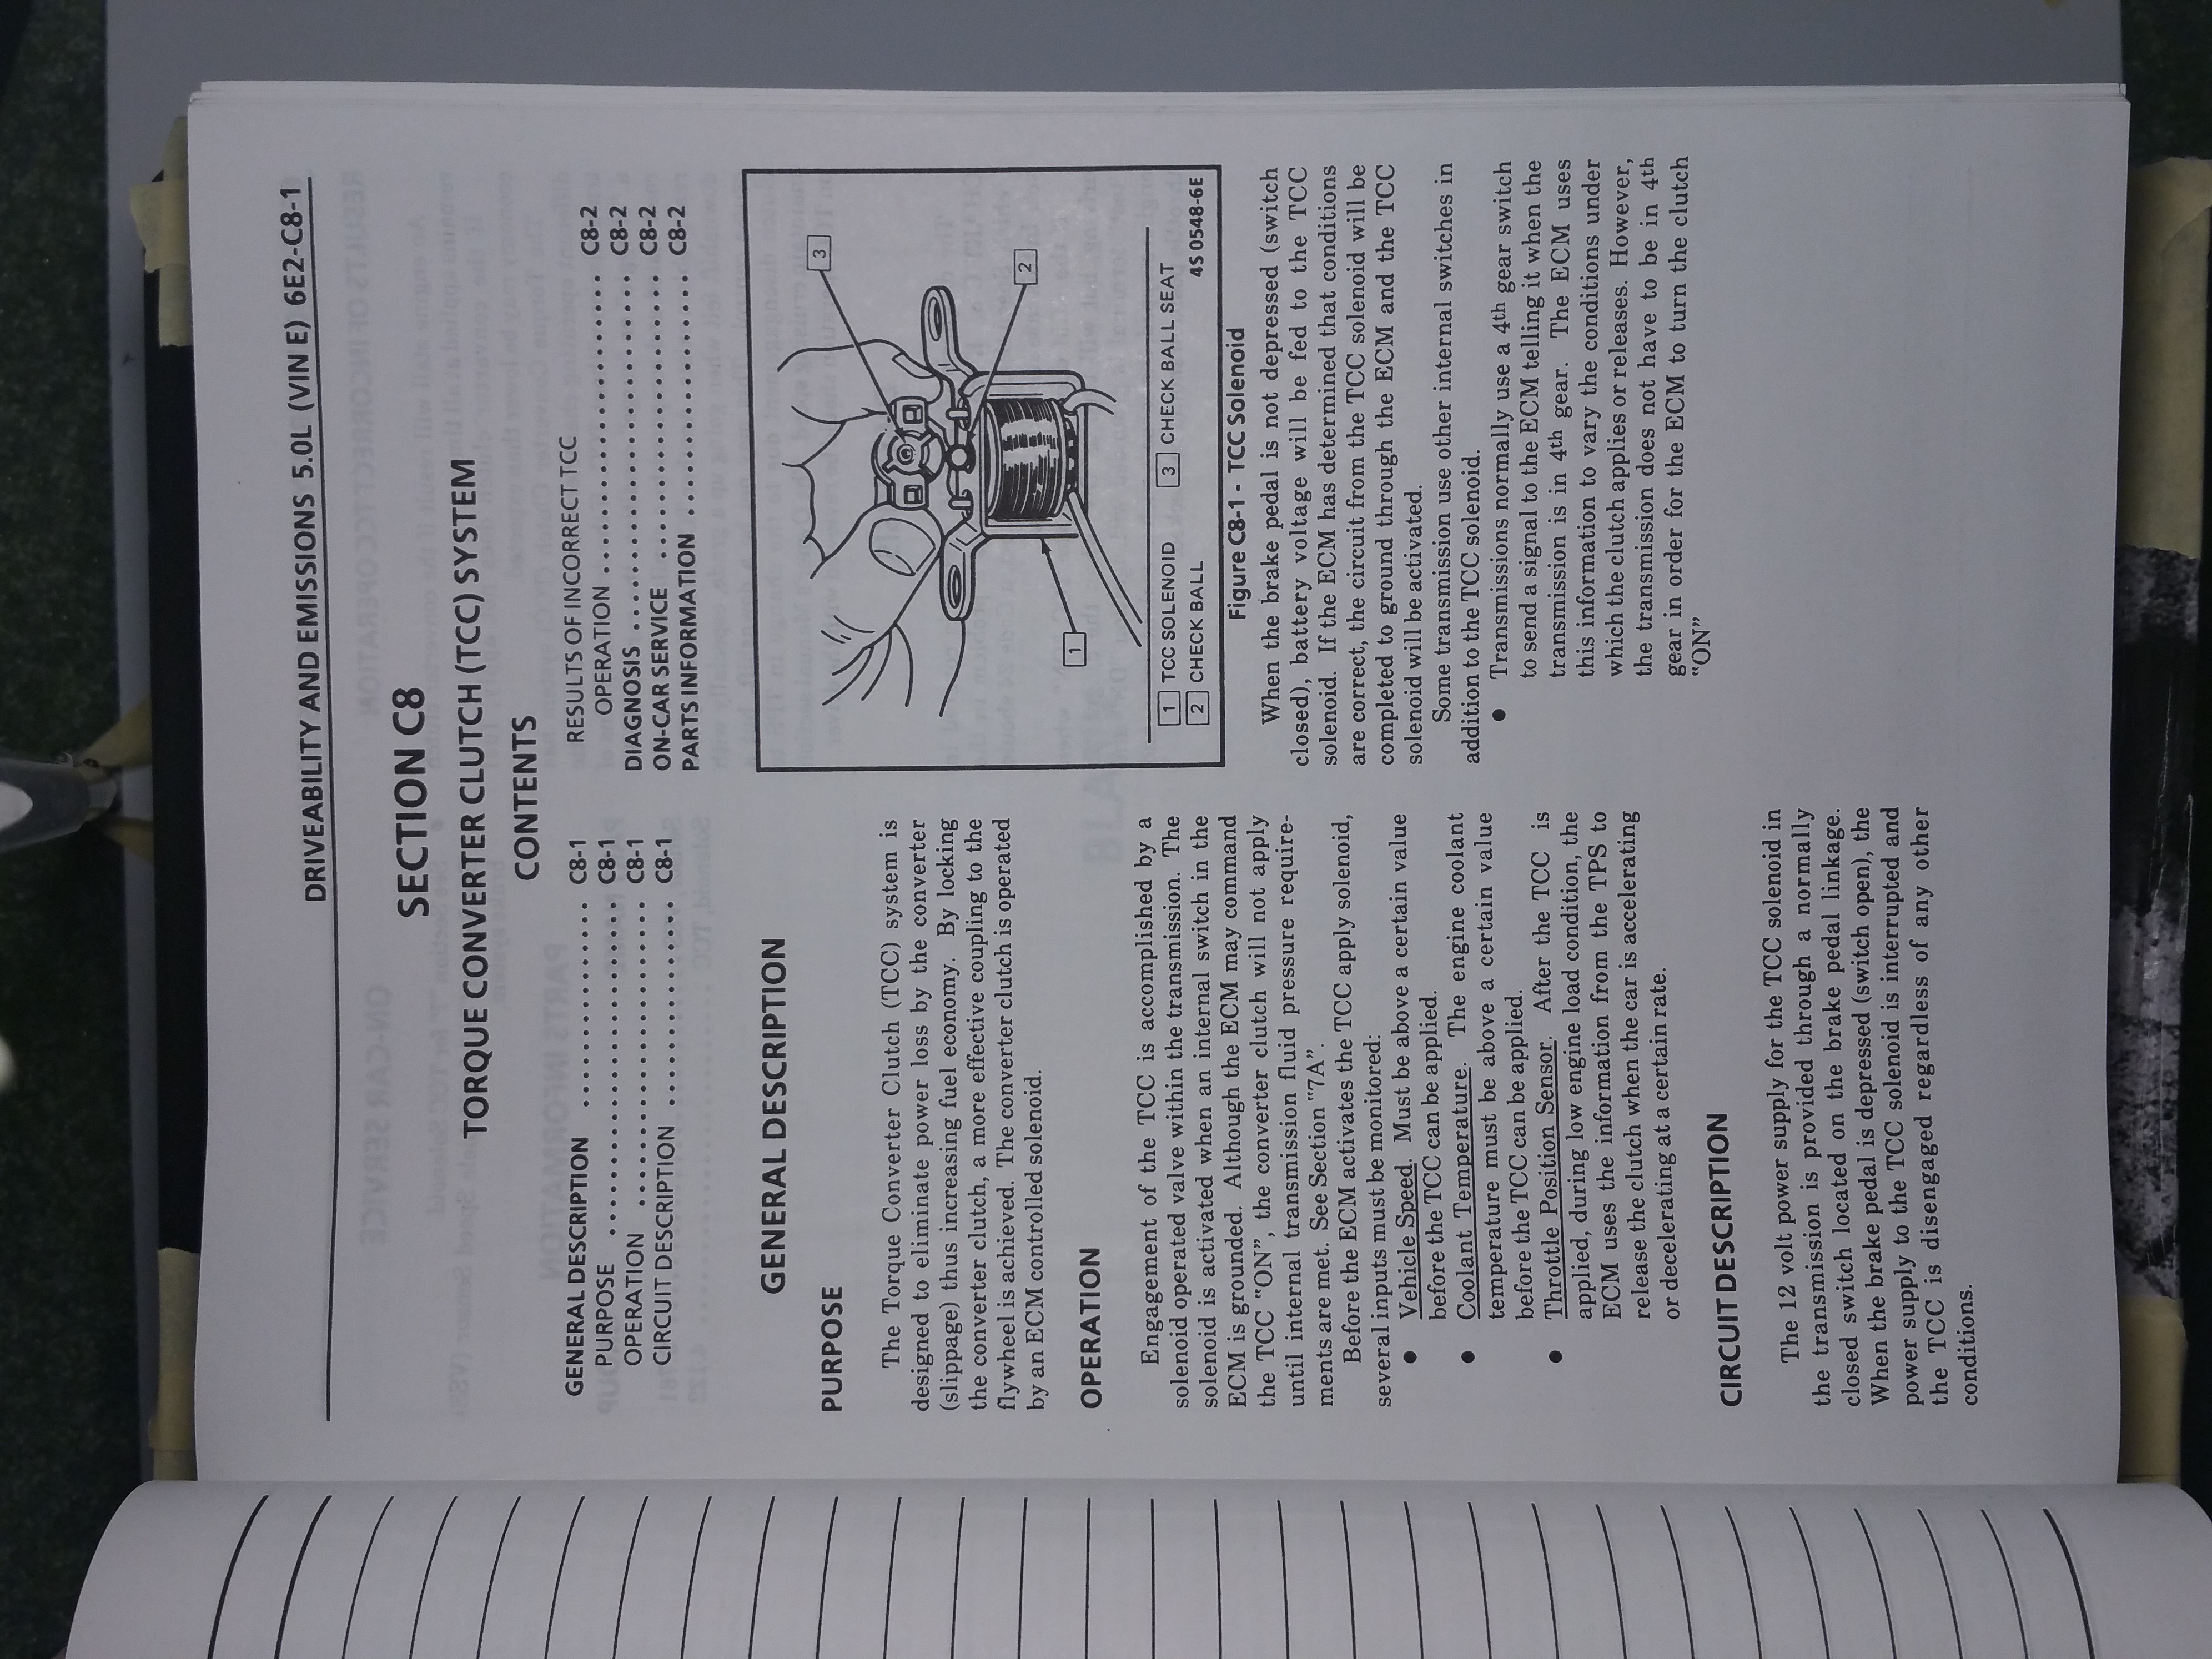 DRIVEABILITY AND EMISSIONS 5.0L (VIN E) 6E2-C8-1
SECTION C8
TORQUE CONVERTER CLUTCH (TCC) SYSTEM
CONTENTS
GENERAL DESCRIPTION .................... C8-1
PURPOSE ........................... C8-1
OPERATION ........................ C8-1
CIRCUIT DESCRIPTION ................ C8-1
RESULTS OF INCORRECT TCC
OPERATION ......................... C8-2
DIAGNOSIS ............................ C8-2
ON-CAR SERVICE ...................... C8-2
PARTS INFORMATION .................. C8-2
GENERAL DESCRIPTION
PURPOSE
The Torque Converter Clutch (TCC) system is
designed to eliminate power loss by the converter
(slippage) thus increasing fuel economy. By locking
the converter clutch, a more effective coupling to the
flywheel is achieved. The converter clutch is operated
by an ECM controlled solenoid.
OPERATION
Engagement of the TCC is accomplished by a
solenoid operated valve within the transmission. The
solenoid is activated when an internal switch in the
ECM is grounded. Although the ECM may command
the TCC "ON", the converter clutch will not apply
until internal transmission fluid pressure require-
ments are met. See Section "7A".
Before the ECM activates the TCC apply solenoid,
several inputs must be monitored:
● Vehicle Speed. Must be above a certain value
before the TCC can be applied.
● Coolant Temperature. The engine coolant
temperature must be above a certain value
before the TCC can be applied.
● Throttle Position Sensor. After the TCC is
applied, during low engine load condition, the
ECM uses the information from the TPS to
release the clutch when the car is accelerating
or decelerating at a certain rate.
CIRCUIT DESCRIPTION
The 12 volt power supply for the TCC solenoid in
the transmission is provided through a normally
closed switch located on the brake pedal linkage.
When the brake pedal is depressed (switch open), the
power supply to the TCC solenoid is interrupted and
the TCC is disengaged regardless of any other
conditions.
3
2
1
1 TCC SOLENOID 3 CHECK BALL SEAT
2 CHECK BALL
4S 0548-6E
Figure C8-1 - TCC Solenoid
When the brake pedal is not depressed (switch
closed), battery voltage will be fed to the TCC
solenoid. If the ECM has determined that conditions
are correct, the circuit from the TCC solenoid will be
completed to ground through the ECM and the TCC
solenoid will be activated.
Some transmission use other internal switches in
addition to the TCC solenoid.
● Transmissions normally use a 4th gear switch
to send a signal to the ECM telling it when the
transmission is in 4th gear. The ECM uses
this information to vary the conditions under
which the clutch applies or releases. However,
the transmission does not have to be in 4th
gear in order for the ECM to turn the clutch
"ON"